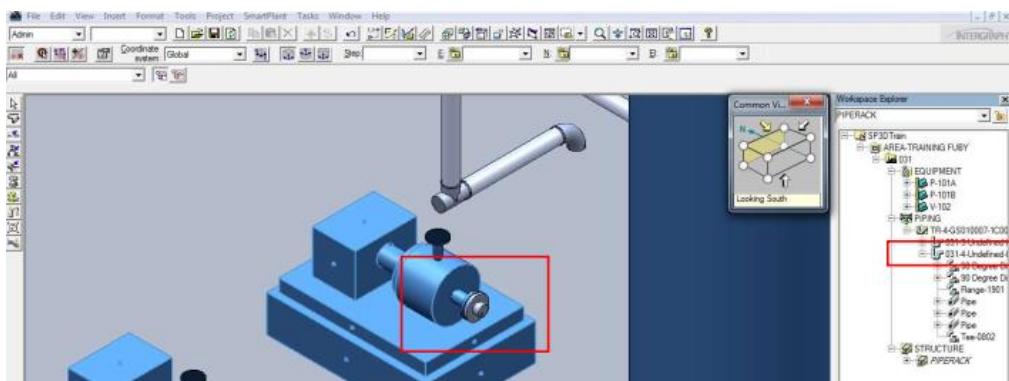 File Edit View Insert Format Tools Project SmartPlant Tasks Window Help
Admin
INTERGRAPH
Coordinate system: Global Step: E: N: B:
All
Common Vi...
Looking South
Workspace Explorer
PIPERACK
SP3DTrain
AREA-TRAINING FUBY
031
EQUIPMENT
P-101A
P-101B
V-102
PIPING
TR-4-GS010007-1C00
031-3-Undefined-
031-4-Undefined-
90 Degree Di
90 Degree Di
Flange-1901
Pipe
Pipe
Pipe
Tee-0802
STRUCTURE
PIPERACK